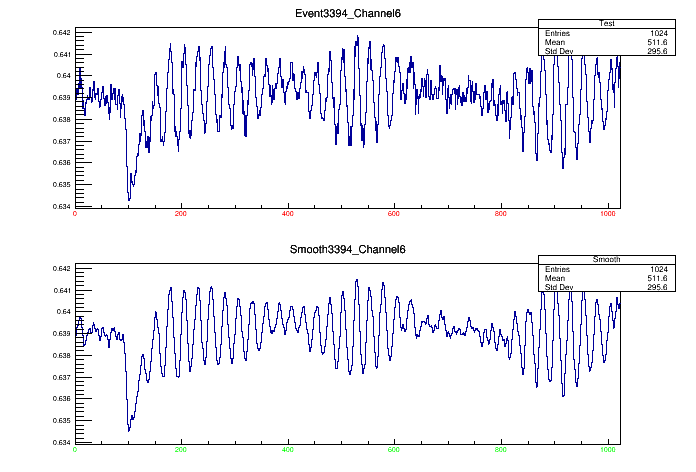 Event3394_Channel6
Test
Entries 1024
Mean 511.6
Std Dev 295.6
0.642
0.641
0.64
0.639
0.638
0.637
0.636
0.635
0.634
0 200 400 600 800 1000
Smooth3394_Channel6
Smooth
Entries 1024
Mean 511.6
Std Dev 295.6
0.642
0.641
0.64
0.639
0.638
0.637
0.636
0.635
0.634
0 200 400 600 800 1000